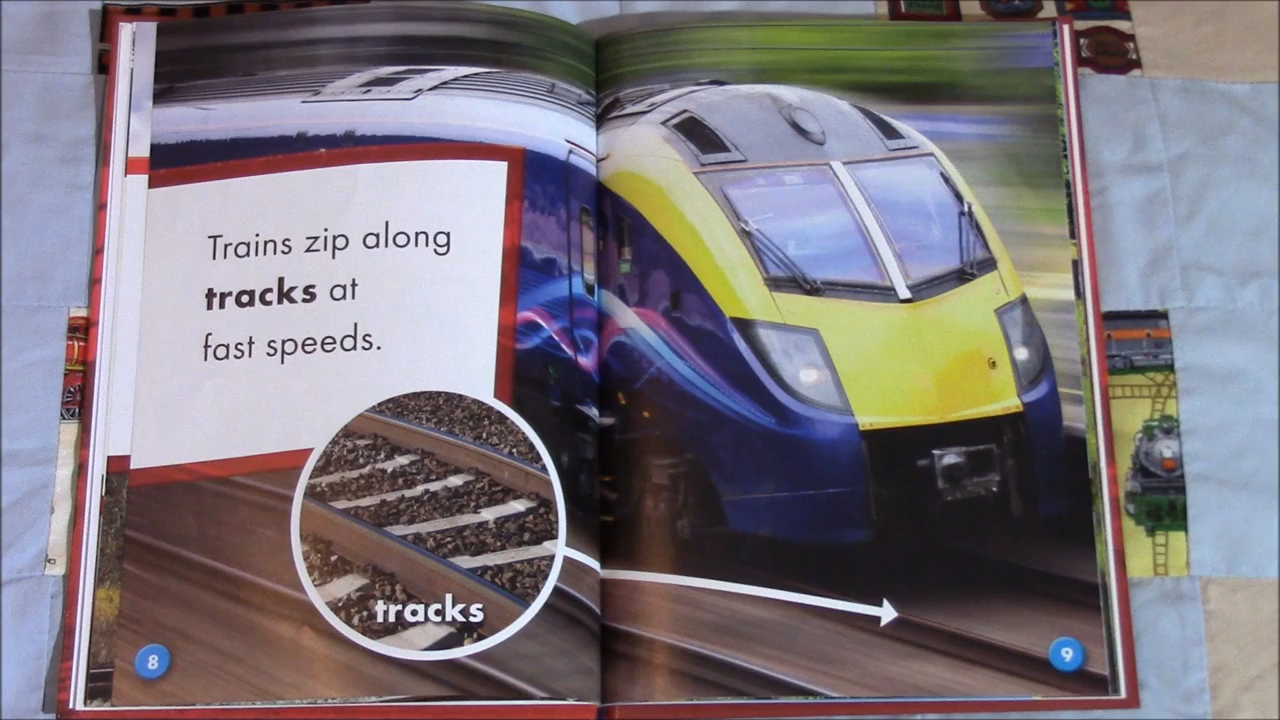 Trains zip along
tracks at
fast speeds.
tracks
8
9